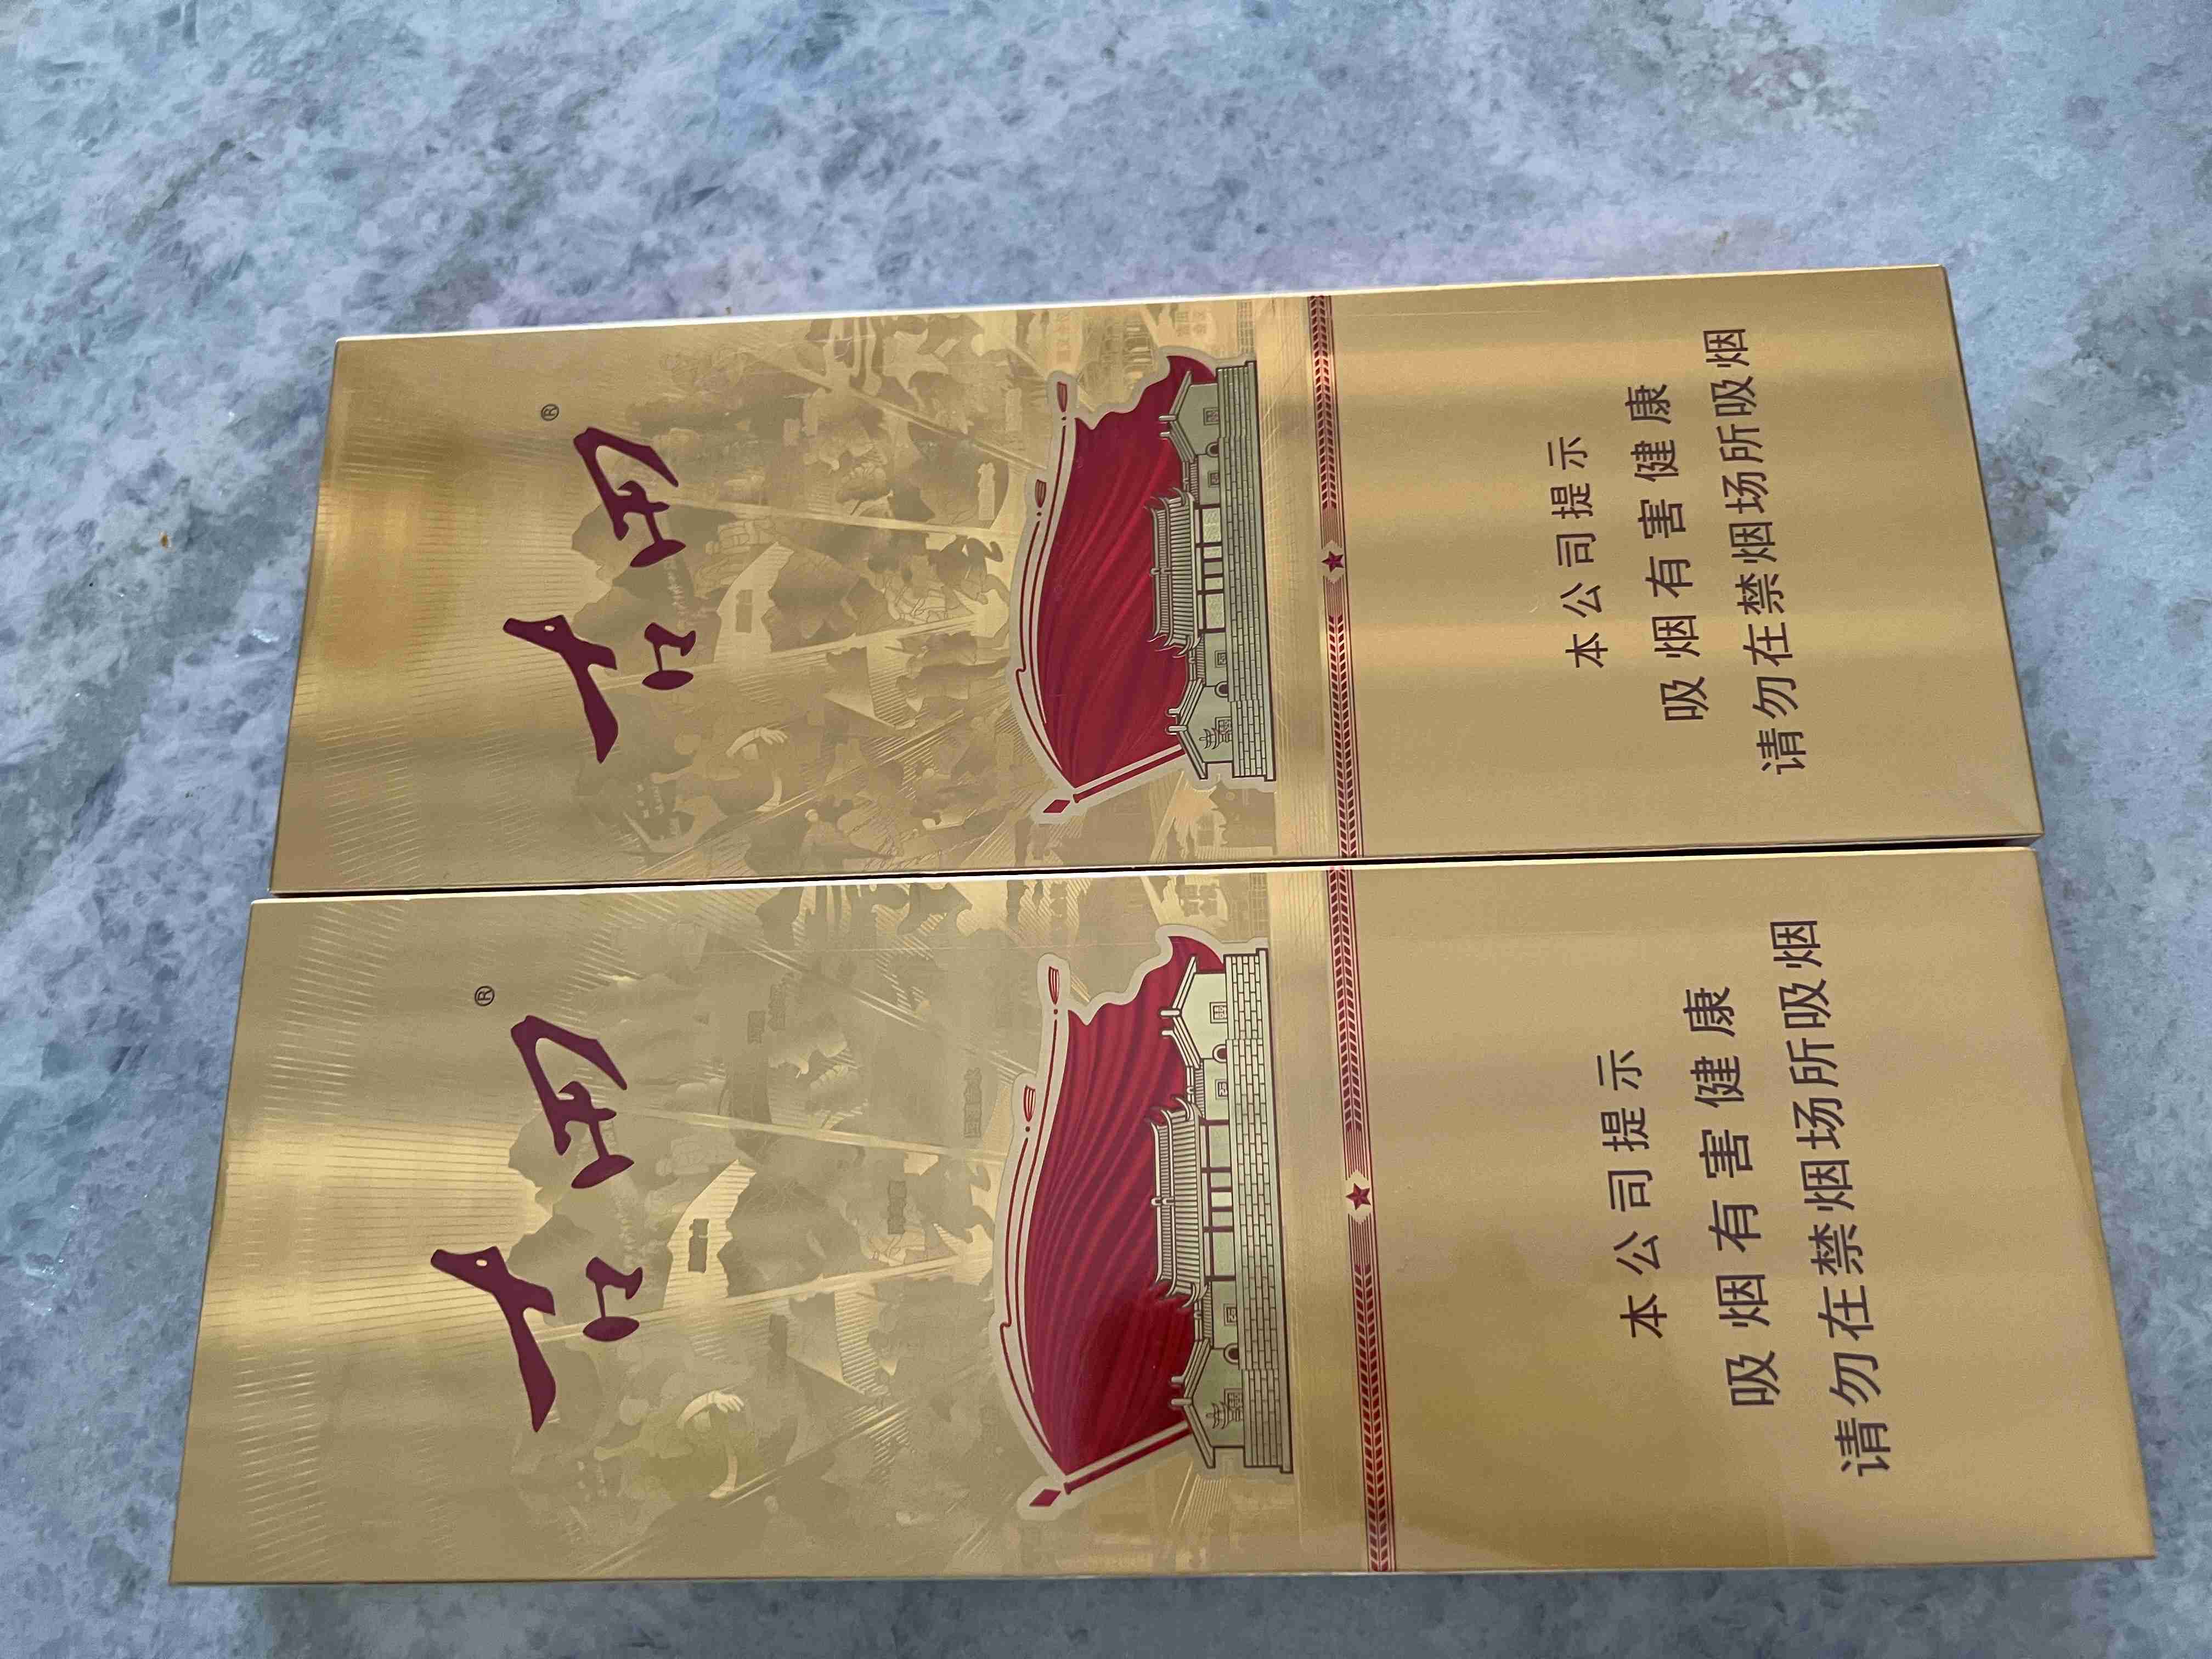 古田®
本公司提示
吸烟有害健康
请勿在禁烟场所吸烟
古田®
本公司提示
吸烟有害健康
请勿在禁烟场所吸烟